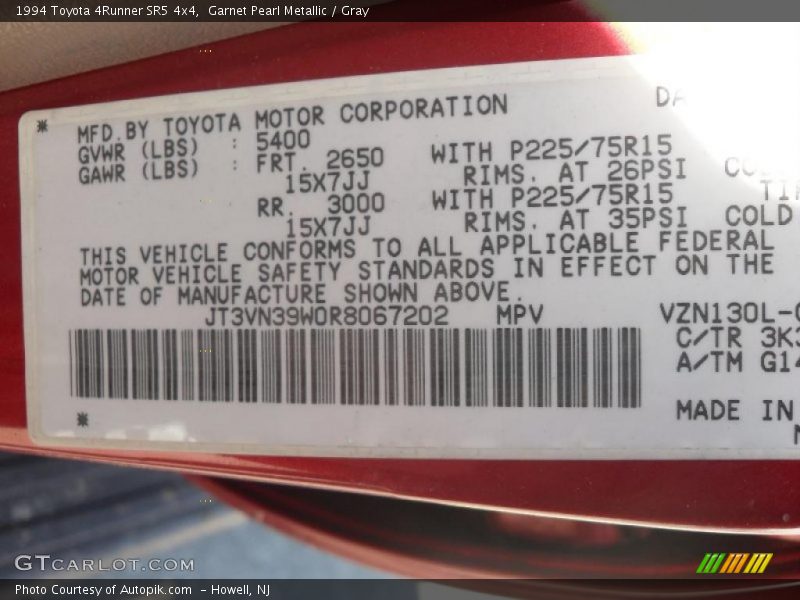 1994 Toyota 4Runner SR5 4x4, Garnet Pearl Metallic / Gray
* MFD.BY TOYOTA MOTOR CORPORATION
GVWR (LBS) : 5400
GAWR (LBS) : FRT. 2650 WITH P225/75R15
15X7JJ RIMS. AT 26PSI
RR. 3000 WITH P225/75R15
15X7JJ RIMS. AT 35PSI COLD
THIS VEHICLE CONFORMS TO ALL APPLICABLE FEDERAL
MOTOR VEHICLE SAFETY STANDARDS IN EFFECT ON THE
DATE OF MANUFACTURE SHOWN ABOVE.
JT3VN39W0R8067202 MPV VZN130L-
C/TR 3K3
A/TM G14
*
MADE IN
GTCARLOT.COM
Photo Courtesy of Autopik.com - Howell, NJ